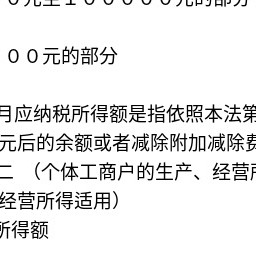 ０元至１０００００元的部分
００元的部分
月应纳税所得额是指依照本法第
元后的余额或者减除附加减除费
二 （个体工商户的生产、经营所
经营所得适用）
所得额